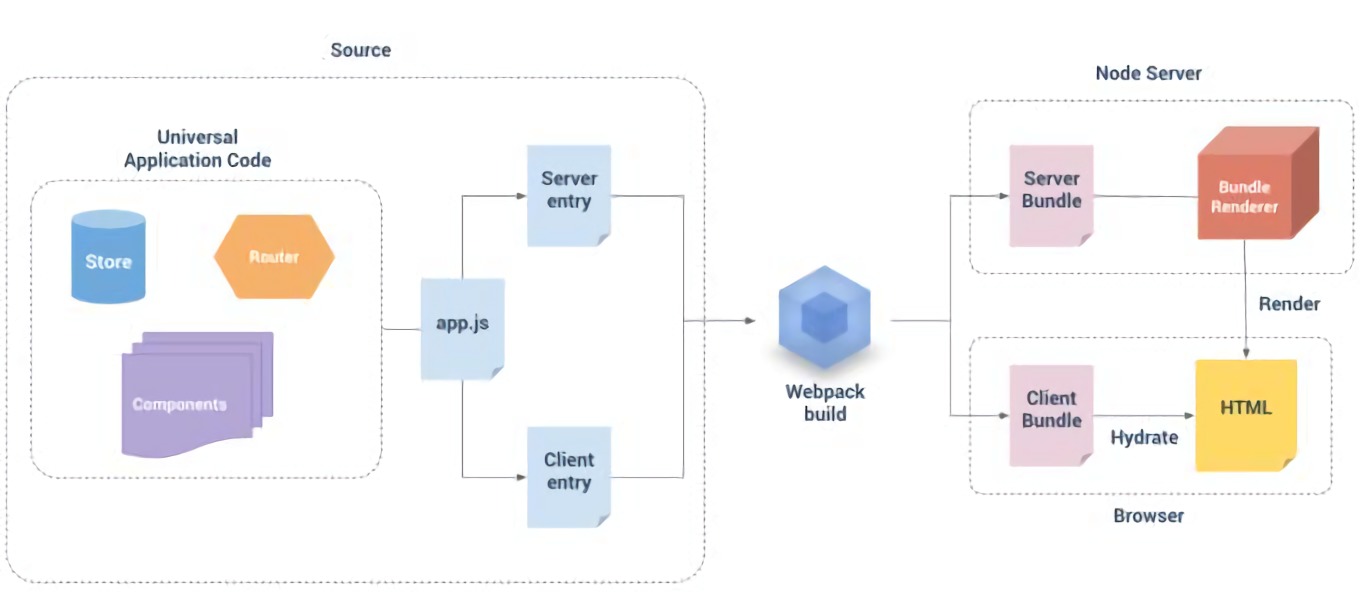 Source
Universal
Application Code
Store
Router
Components
app.js
Server
entry
Client
entry
Webpack
build
Node Server
Server
Bundle
Bundle
Renderer
Render
Client
Bundle
Hydrate
HTML
Browser